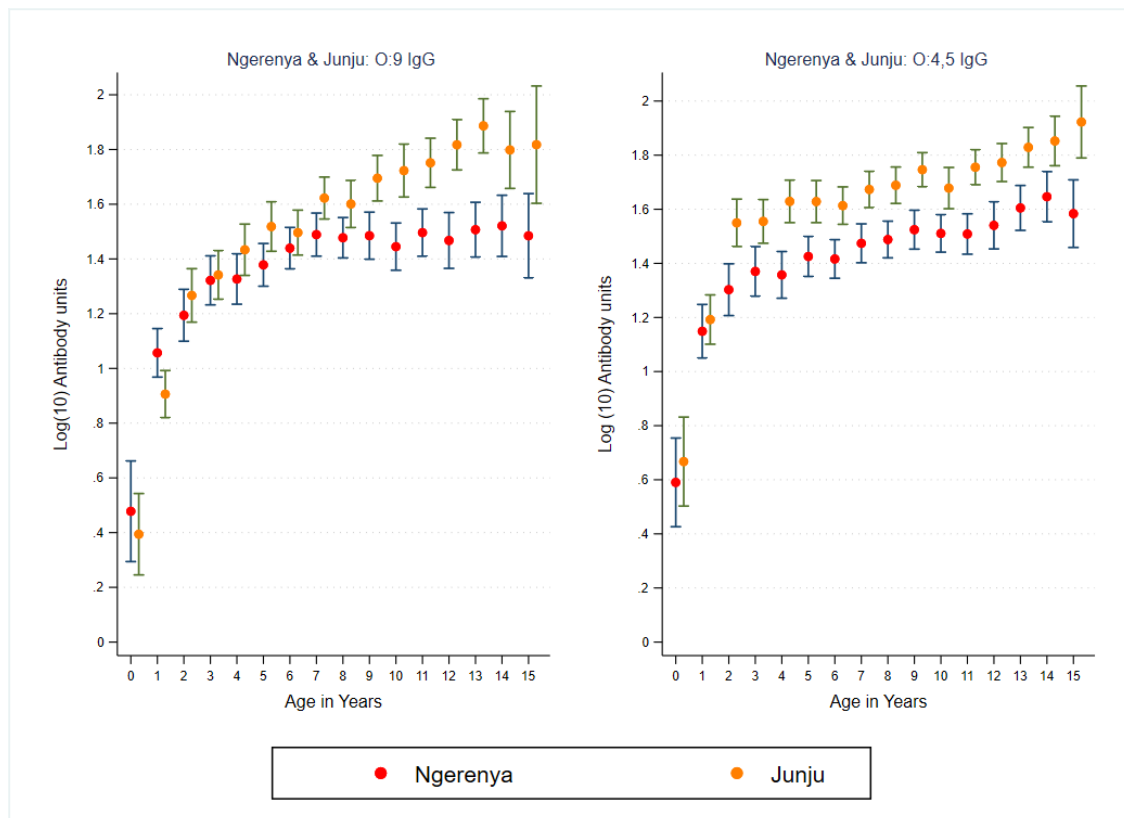 Ngerenya & Junju: O:9 IgG
Log(10) Antibody units
2
1.8
1.6
1.4
1.2
1
.8
.6
.4
.2
0
0 1 2 3 4 5 6 7 8 9 10 11 12 13 14 15
Age in Years
Ngerenya & Junju: O:4,5 IgG
Log (10) Antibody units
2
1.8
1.6
1.4
1.2
1
.8
.6
.4
.2
0
0 1 2 3 4 5 6 7 8 9 10 11 12 13 14 15
Age in Years
Ngerenya Junju